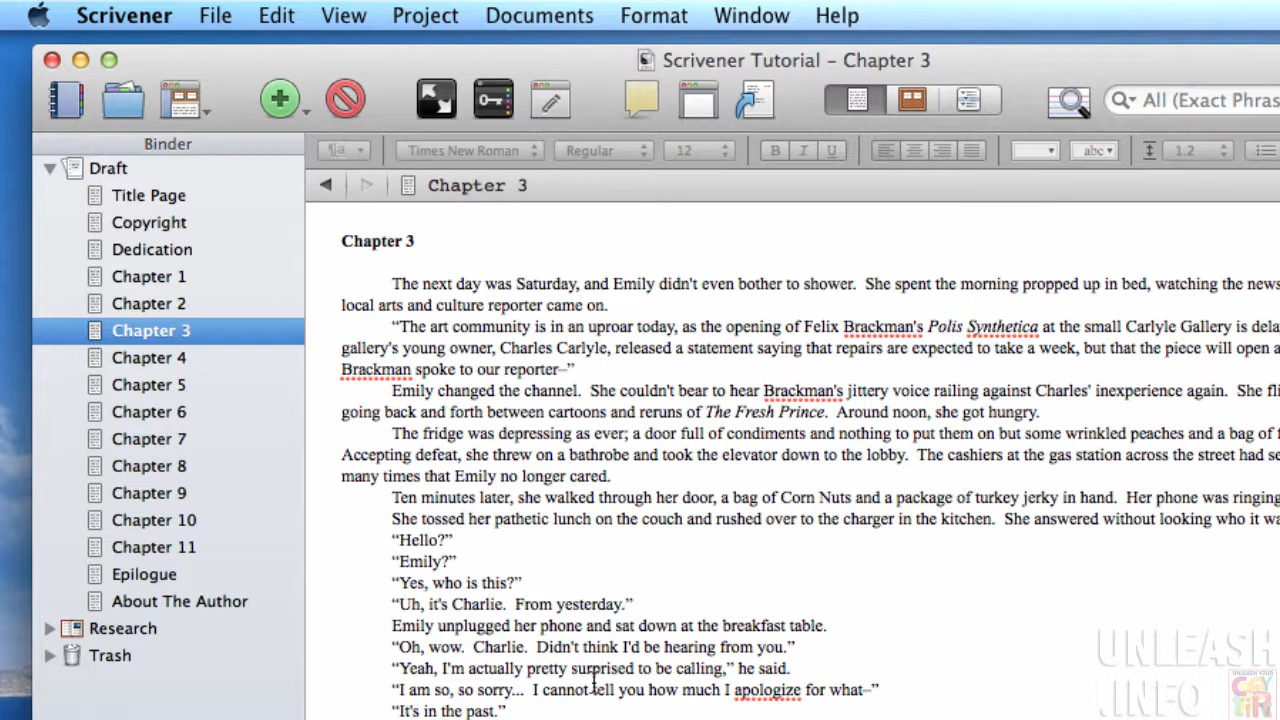 Scrivener File Edit View Project Documents Format Window Help
Scrivener Tutorial – Chapter 3
All (Exact Phras
Binder
¶a Times New Roman Regular 12 B I U abc 1.2
Chapter 3
Draft
Title Page
Copyright
Dedication
Chapter 1
Chapter 2
Chapter 3
Chapter 4
Chapter 5
Chapter 6
Chapter 7
Chapter 8
Chapter 9
Chapter 10
Chapter 11
Epilogue
About The Author
Research
Trash
Chapter 3
The next day was Saturday, and Emily didn't even bother to shower. She spent the morning propped up in bed, watching the news
local arts and culture reporter came on.
“The art community is in an uproar today, as the opening of Felix Brackman's Polis Synthetica at the small Carlyle Gallery is dela
gallery's young owner, Charles Carlyle, released a statement saying that repairs are expected to take a week, but that the piece will open a
Brackman spoke to our reporter–”
Emily changed the channel. She couldn't bear to hear Brackman's jittery voice railing against Charles' inexperience again. She fli
going back and forth between cartoons and reruns of The Fresh Prince. Around noon, she got hungry.
The fridge was depressing as ever; a door full of condiments and nothing to put them on but some wrinkled peaches and a bag of f
Accepting defeat, she threw on a bathrobe and took the elevator down to the lobby. The cashiers at the gas station across the street had se
many times that Emily no longer cared.
Ten minutes later, she walked through her door, a bag of Corn Nuts and a package of turkey jerky in hand. Her phone was ringing
She tossed her pathetic lunch on the couch and rushed over to the charger in the kitchen. She answered without looking who it wa
“Hello?”
“Emily?”
“Yes, who is this?”
“Uh, it's Charlie. From yesterday.”
Emily unplugged her phone and sat down at the breakfast table.
“Oh, wow. Charlie. Didn't think I'd be hearing from you.”
“Yeah, I'm actually pretty surprised to be calling,” he said.
“I am so, so sorry... I cannot tell you how much I apologize for what–”
“It's in the past.”
UNLEASH
INFO